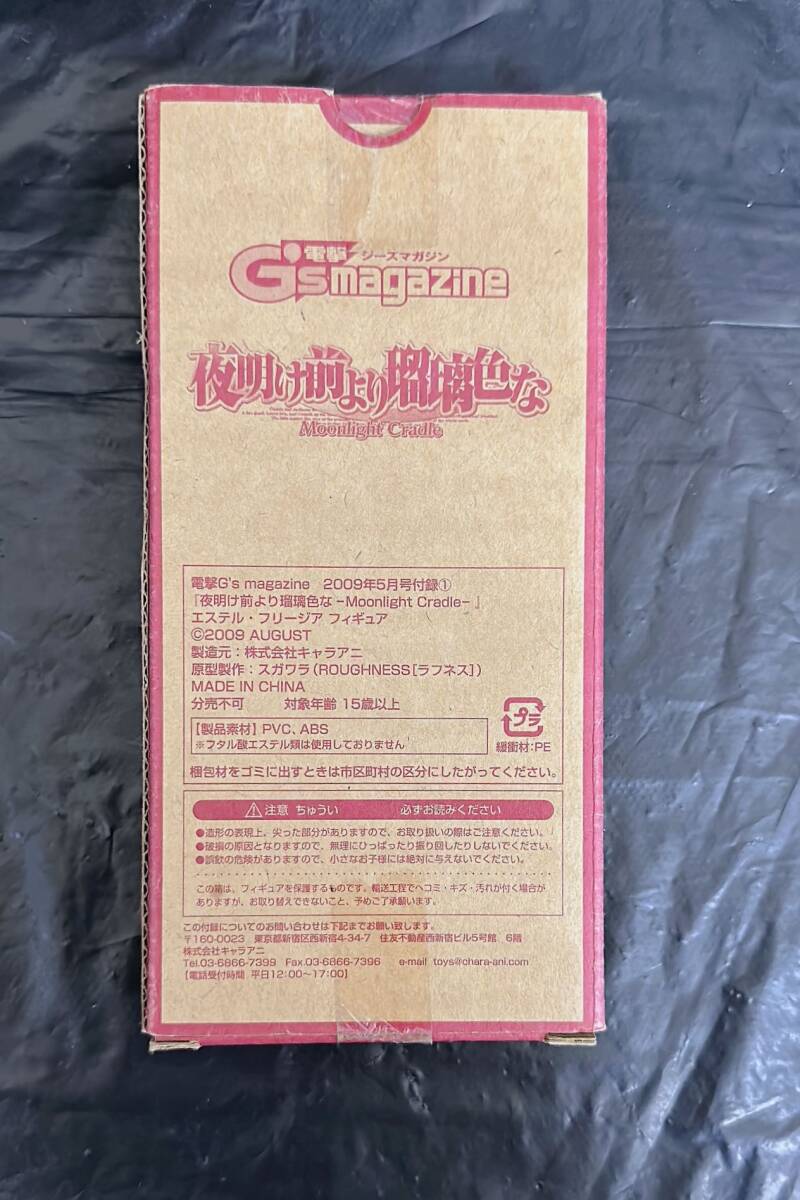 電撃 ジーズマガジン
G's magazine
夜明け前より瑠璃色な
Moonlight Cradle
電撃G's magazine 2009年5月号付録①
『夜明け前より瑠璃色な -Moonlight Cradle- 』
エステル・フリージア フィギュア
©2009 AUGUST
製造元：株式会社キャラアニ
原型製作：スガワラ（ROUGHNESS[ラフネス]）
MADE IN CHINA
分売不可 対象年齢 15歳以上
【製品素材】PVC、ABS
※フタル酸エステル類は使用しておりません
プラ
緩衝材：PE
梱包材をゴミに出すときは市区町村の区分にしたがってください。
注意 ちゅうい 必ずお読みください
●造形の表現上、尖った部分がありますので、お取り扱いの際はご注意ください。
●破損の原因となりますので、無理にひっぱったり振り回したりしないでください。
●誤飲の危険がありますので、小さなお子様には絶対に与えないでください。
この箱は、フィギュアを保護するものです。輸送工程でヘコミ・キズ・汚れが付く場合が
ありますが、お取り替えできないこと、予めご了承願います。
この付録についてのお問い合わせは下記までお願い致します。
〒160-0023 東京都新宿区西新宿4-34-7 住友不動産西新宿ビル5号館 6階
株式会社キャラアニ
Tel.03-6866-7399 Fax.03-6866-7396 e-mail toys@chara-ani.com
【電話受付時間 平日12:00〜17:00】